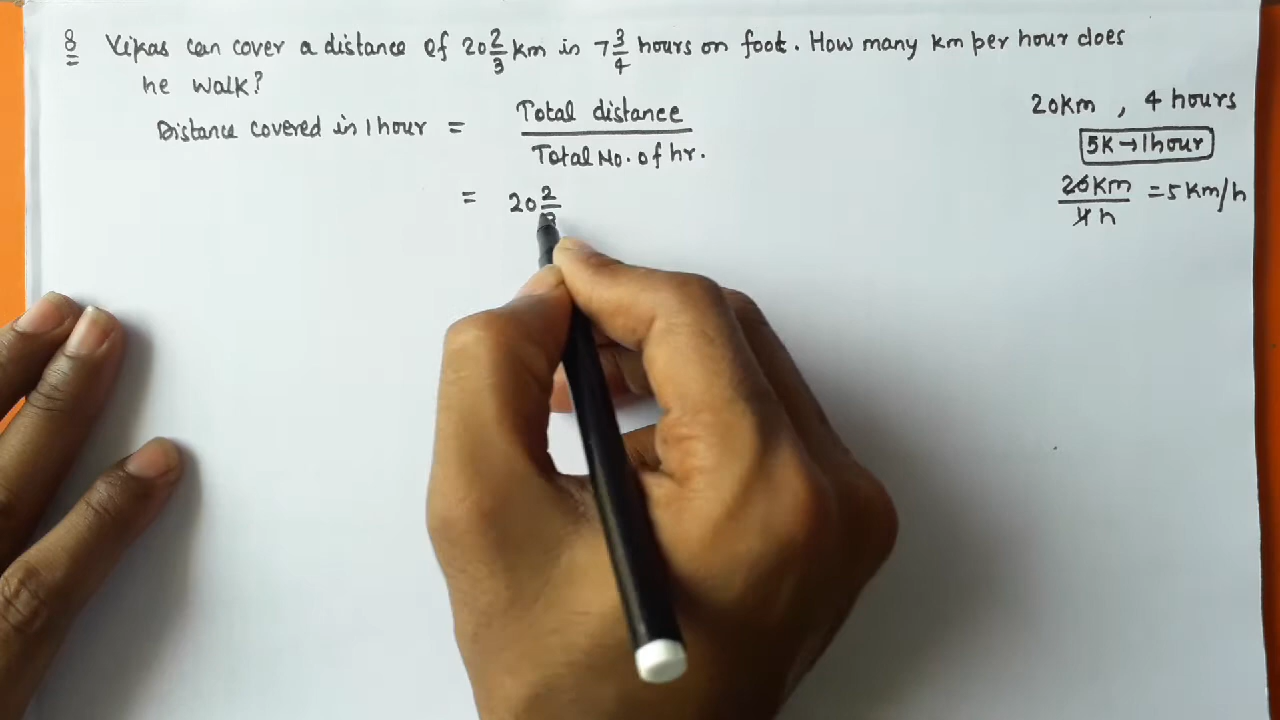 8 Vikas can cover a distance of 20 2/3 km in 7 3/4 hours on foot. How many km per hour does
he walk?
Distance covered in 1 hour = Total distance / Total No. of hr.
= 20 2/3
20km , 4 hours
5K → 1hour
20km / 4 h = 5 km/h